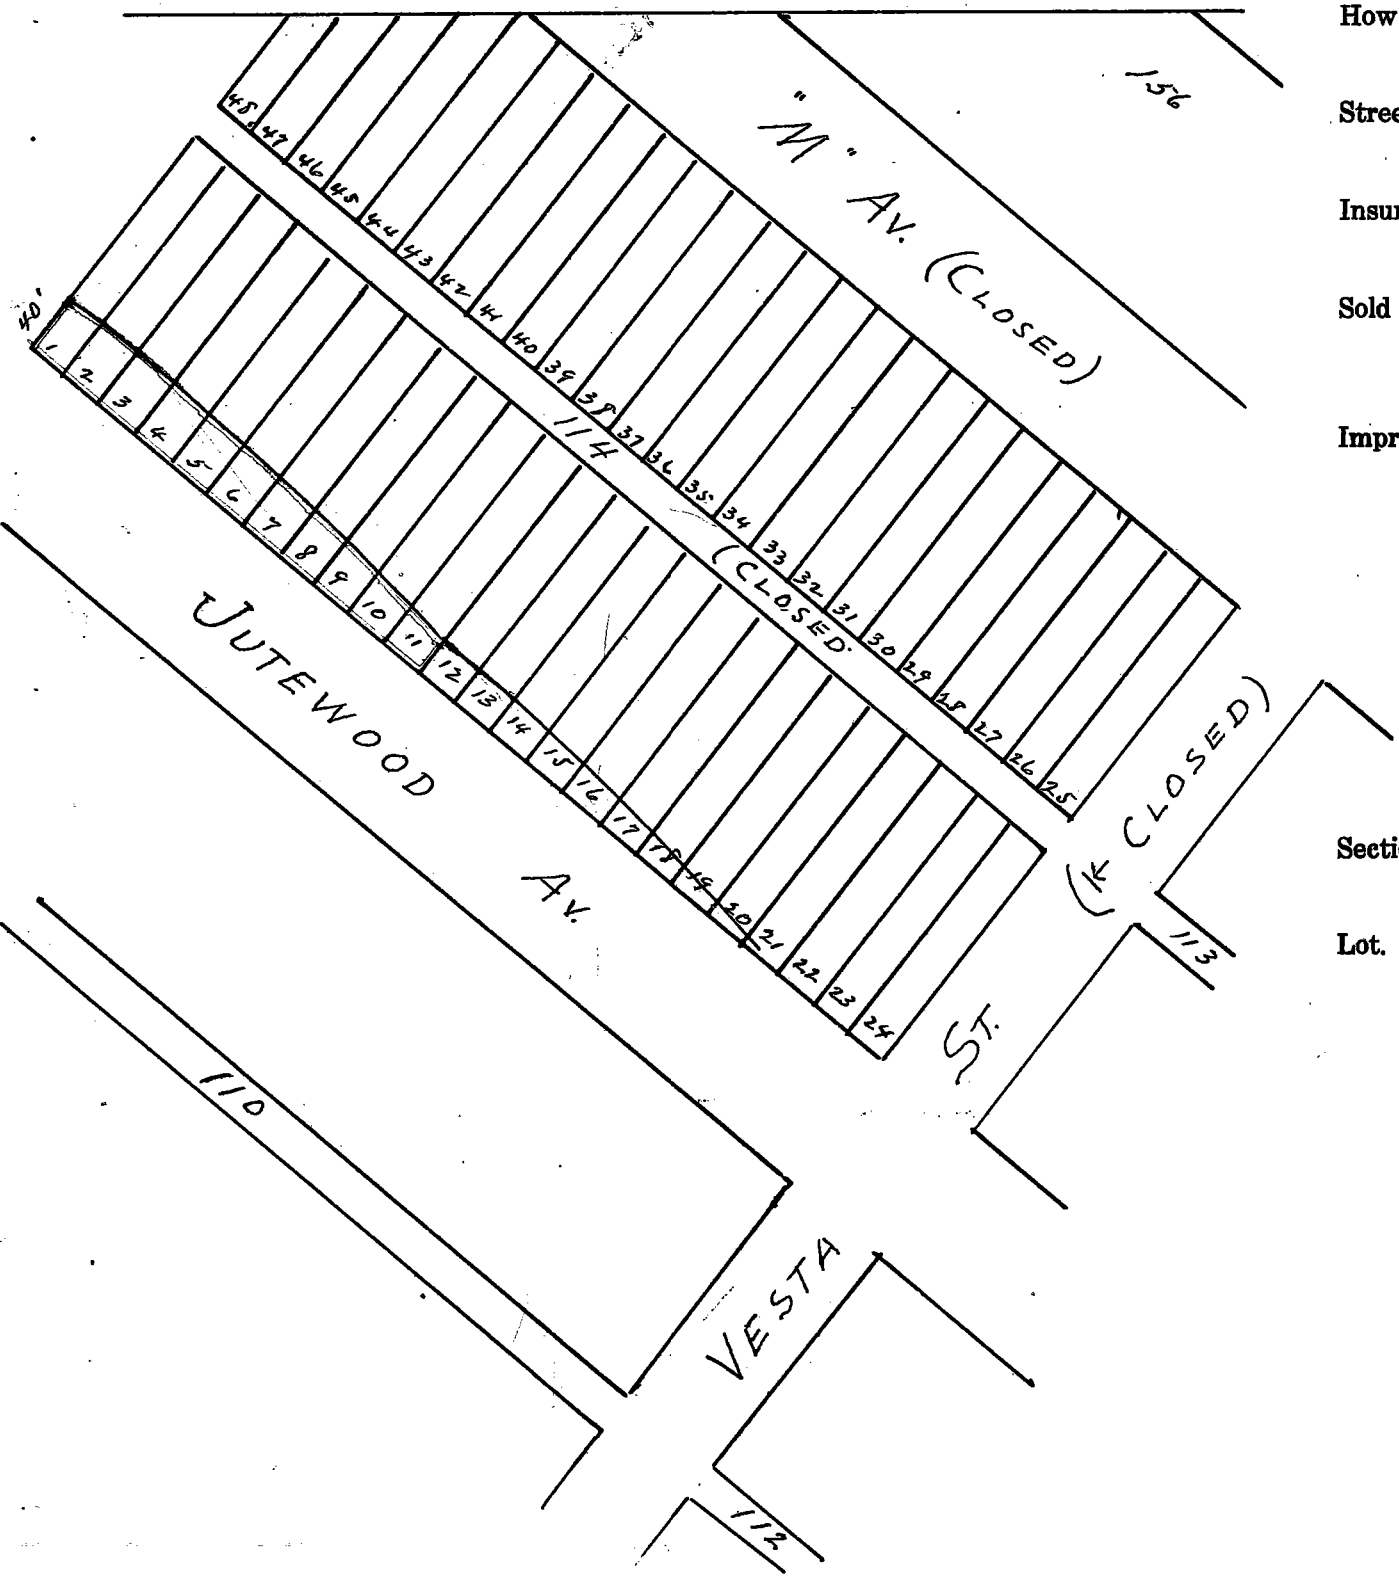 How
156
Stree
"M" AV. (CLOSED)
Insur
Sold
Impr
48 47 46 45 44 43 42 41 40 39 38 37 36 35 34 33 32 31 30 29 28 27 26 25
114
(CLOSED
40'
1 2 3 4 5 6 7 8 9 10 11 12 13 14 15 16 17 18 19 20 21 22 23 24
JUTEWOOD AV.
(CLOSED)
Secti
113
Lot.
VESTA ST.
110
112